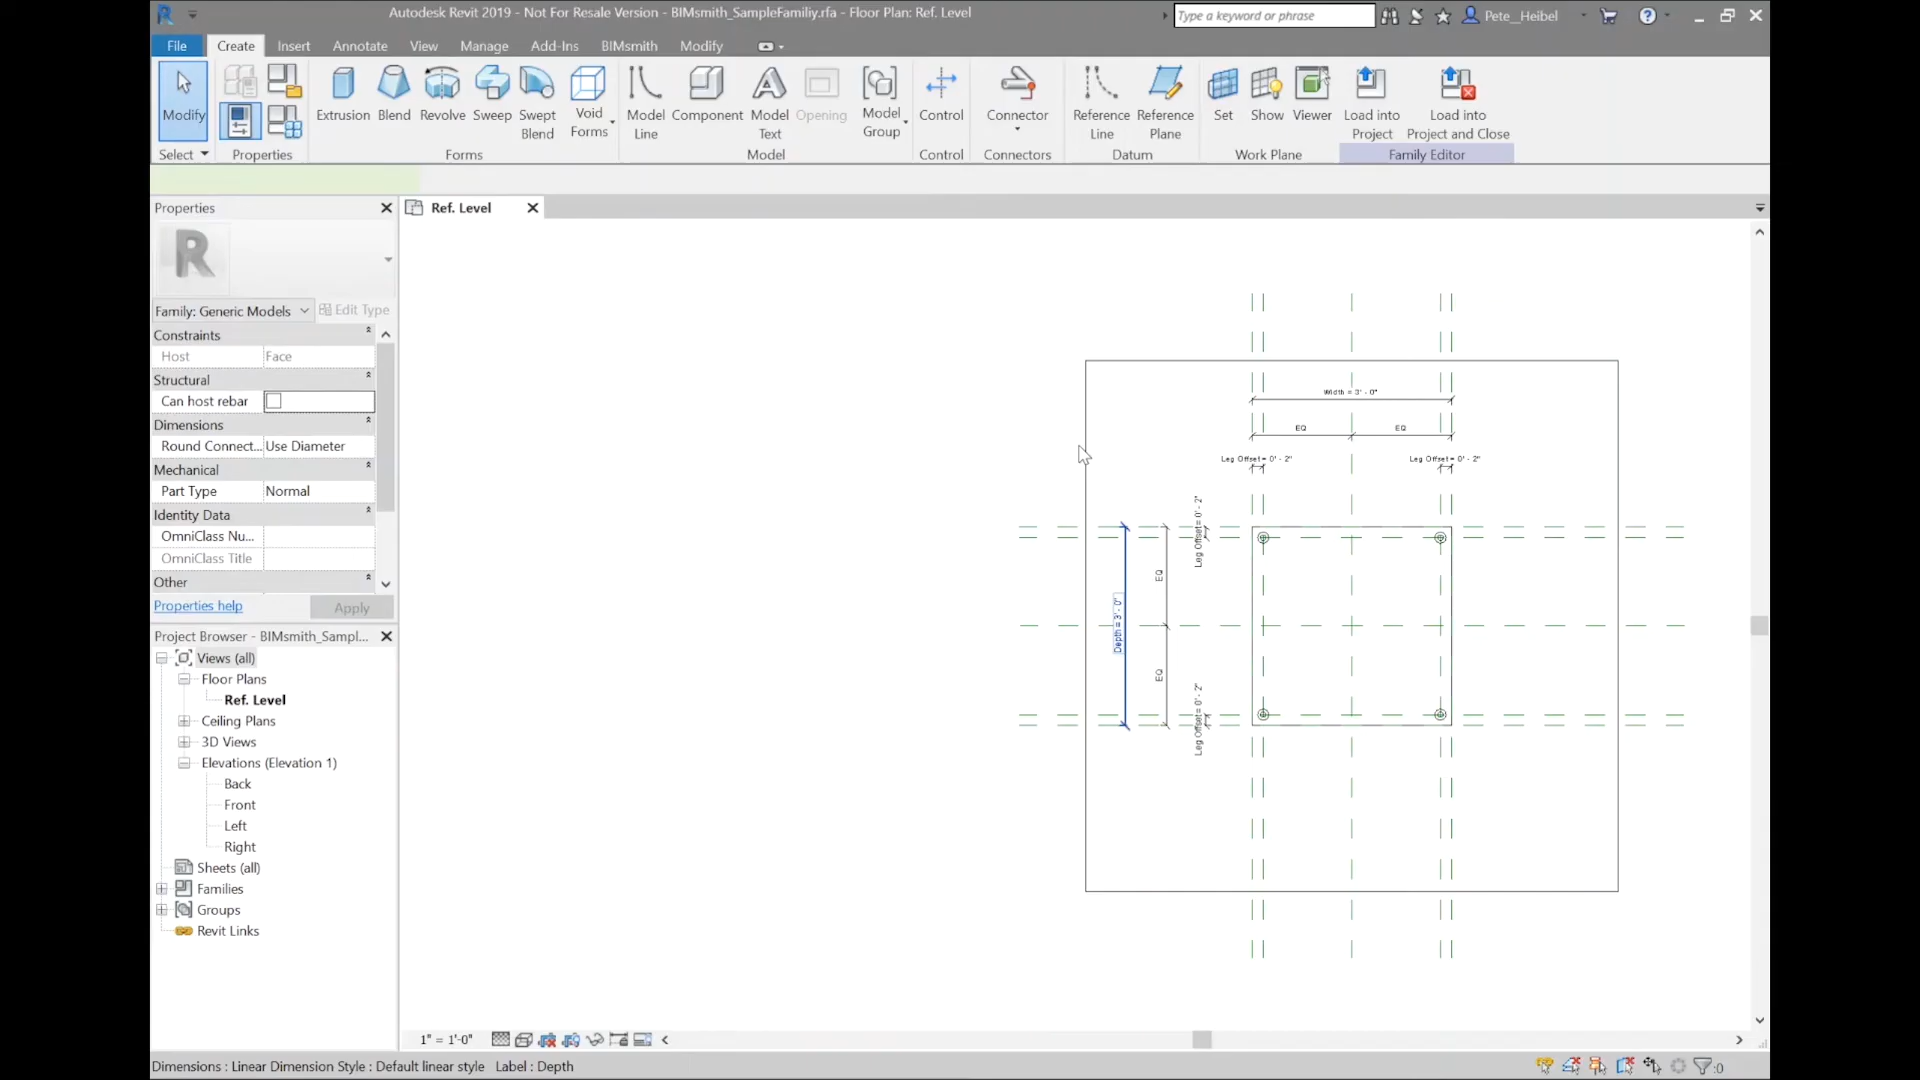 Autodesk Revit 2019 - Not For Resale Version - BIMsmith_SampleFamiliy.rfa - Floor Plan: Ref. Level
Type a keyword or phrase
Pete_Heibel
File Create Insert Annotate View Manage Add-Ins BIMsmith Modify
Modify Extrusion Blend Revolve Sweep Swept Blend Void Forms Model Line Component Model Text Opening Model Group Control Connector Reference Line Reference Plane Set Show Viewer Load into Project Load into Project and Close
Select Properties Forms Model Control Connectors Datum Work Plane Family Editor
Properties
Ref. Level
R
Family: Generic Models Edit Type
Constraints
Host Face
Structural
Can host rebar
Dimensions
Round Connect... Use Diameter
Mechanical
Part Type Normal
Identity Data
OmniClass Nu...
OmniClass Title
Other
Properties help Apply
Project Browser - BIMsmith_Sampl...
Views (all)
Floor Plans
Ref. Level
Ceiling Plans
3D Views
Elevations (Elevation 1)
Back
Front
Left
Right
Sheets (all)
Families
Groups
Revit Links
Width = 3' - 0"
EQ EQ
Leg Offset = 0' - 2" Leg Offset = 0' - 2"
Leg Offset = 0' - 2"
EQ
Depth = 3' - 0"
EQ
Leg Offset = 0' - 2"
1" = 1'-0"
Dimensions : Linear Dimension Style : Default linear style Label : Depth
:0